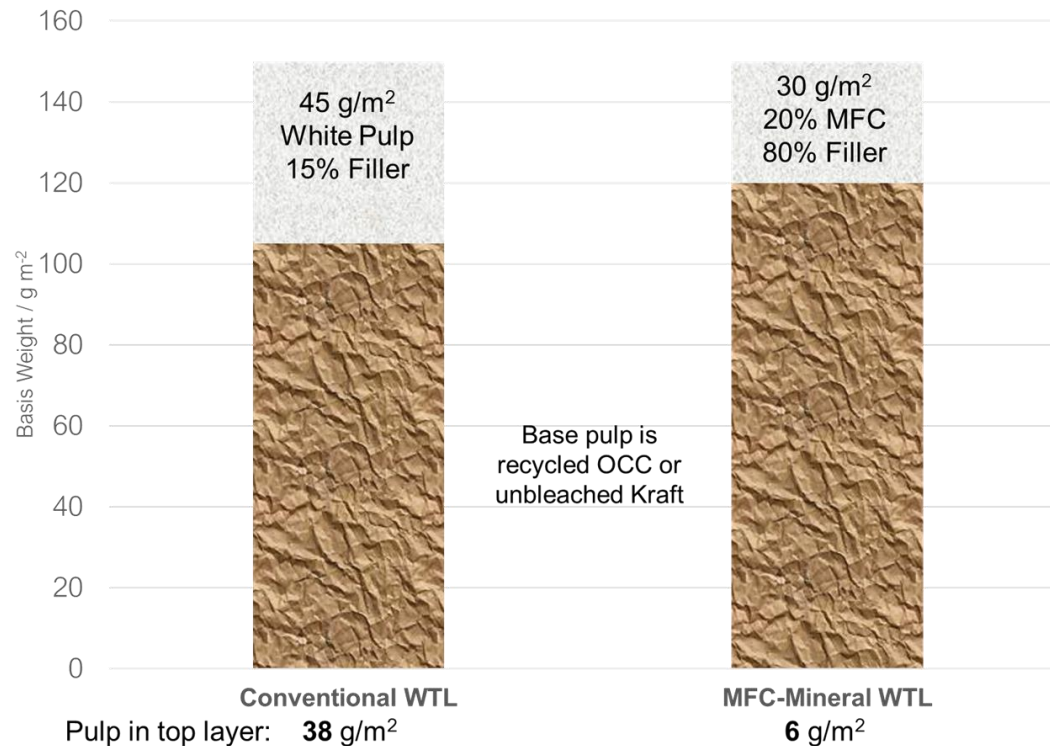 160
140
120
100
80
60
40
20
0
Basis Weight / g m-2
45 g/m2
White Pulp
15% Filler
30 g/m2
20% MFC
80% Filler
Base pulp is
recycled OCC or
unbleached Kraft
Conventional WTL
MFC-Mineral WTL
Pulp in top layer: 38 g/m2
6 g/m2